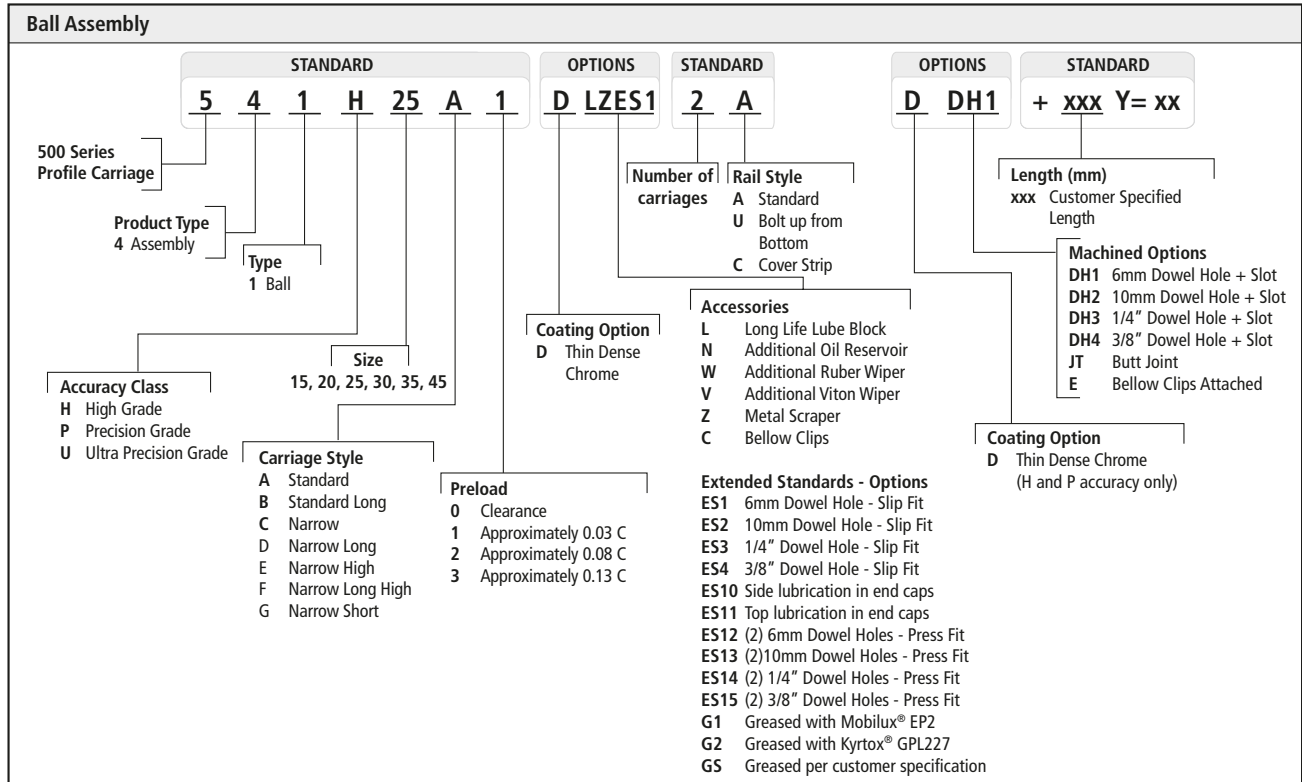 Ball Assembly
STANDARD OPTIONS STANDARD OPTIONS STANDARD
5 4 1 H 25 A 1 D LZES1 2 A D DH1 + xxx Y= xx
500 Series
Profile Carriage
Product Type
4 Assembly
Type
1 Ball
Accuracy Class
H High Grade
P Precision Grade
U Ultra Precision Grade
Size
15, 20, 25, 30, 35, 45
Carriage Style
A Standard
B Standard Long
C Narrow
D Narrow Long
E Narrow High
F Narrow Long High
G Narrow Short
Preload
0 Clearance
1 Approximately 0.03 C
2 Approximately 0.08 C
3 Approximately 0.13 C
Coating Option
D Thin Dense
Chrome
Number of
carriages
Rail Style
A Standard
U Bolt up from
Bottom
C Cover Strip
Accessories
L Long Life Lube Block
N Additional Oil Reservoir
W Additional Ruber Wiper
V Additional Viton Wiper
Z Metal Scraper
C Bellow Clips
Extended Standards - Options
ES1 6mm Dowel Hole - Slip Fit
ES2 10mm Dowel Hole - Slip Fit
ES3 1/4" Dowel Hole - Slip Fit
ES4 3/8" Dowel Hole - Slip Fit
ES10 Side lubrication in end caps
ES11 Top lubrication in end caps
ES12 (2) 6mm Dowel Holes - Press Fit
ES13 (2)10mm Dowel Holes - Press Fit
ES14 (2) 1/4" Dowel Holes - Press Fit
ES15 (2) 3/8" Dowel Holes - Press Fit
G1 Greased with Mobilux® EP2
G2 Greased with Kyrtox® GPL227
GS Greased per customer specification
Length (mm)
xxx Customer Specified
Length
Machined Options
DH1 6mm Dowel Hole + Slot
DH2 10mm Dowel Hole + Slot
DH3 1/4" Dowel Hole + Slot
DH4 3/8" Dowel Hole + Slot
JT Butt Joint
E Bellow Clips Attached
Coating Option
D Thin Dense Chrome
(H and P accuracy only)